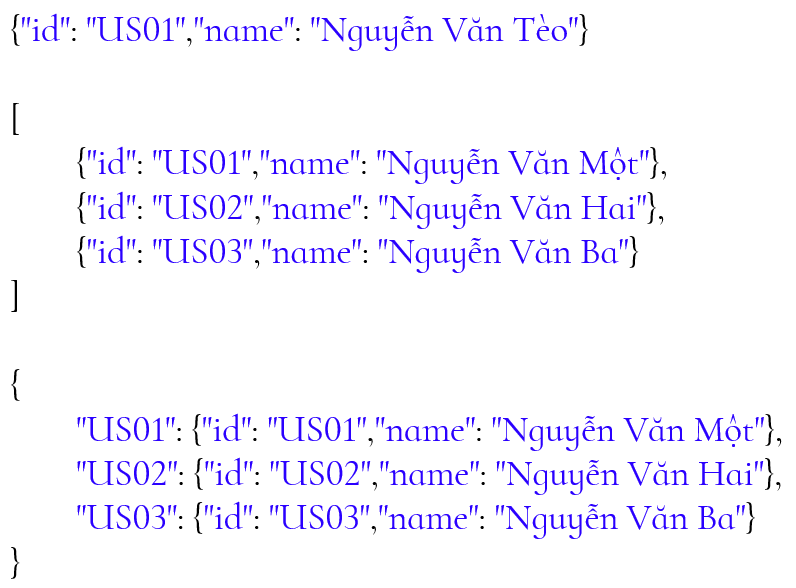 {"id": "US01","name": "Nguyễn Văn Tèo"}
[
{"id": "US01","name": "Nguyễn Văn Một"},
{"id": "US02","name": "Nguyễn Văn Hai"},
{"id": "US03","name": "Nguyễn Văn Ba"}
]
{
"US01": {"id": "US01","name": "Nguyễn Văn Một"},
"US02": {"id": "US02","name": "Nguyễn Văn Hai"},
"US03": {"id": "US03","name": "Nguyễn Văn Ba"}
}